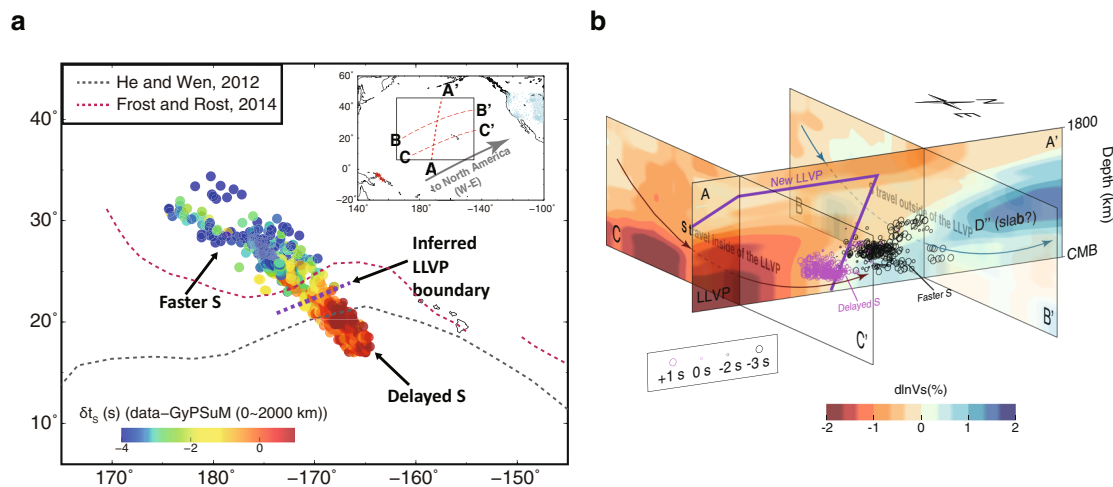 a
He and Wen, 2012
Frost and Rost, 2014
60˚
40˚
20˚
0˚
−20˚
140˚
180˚
−140˚
−100˚
A'
B'
C'
B
C
A
to North America
(W-E)
40˚
30˚
20˚
10˚
170˚
180˚
−170˚
−160˚
−150˚
Faster S
Inferred
LLVP
boundary
Delayed S
δts (s) (data−GyPSuM (0~2000 km))
−4
−2
0
b
N
E
1800
Depth (km)
CMB
A'
A
New LLVP
B
S travel outside of the LLVP
S travel inside of the LLVP
D'' (slab?)
C
LLVP
Delayed S
Faster S
B'
C'
+1 s
0 s
-2 s
-3 s
dlnVs(%)
-2
-1
0
1
2